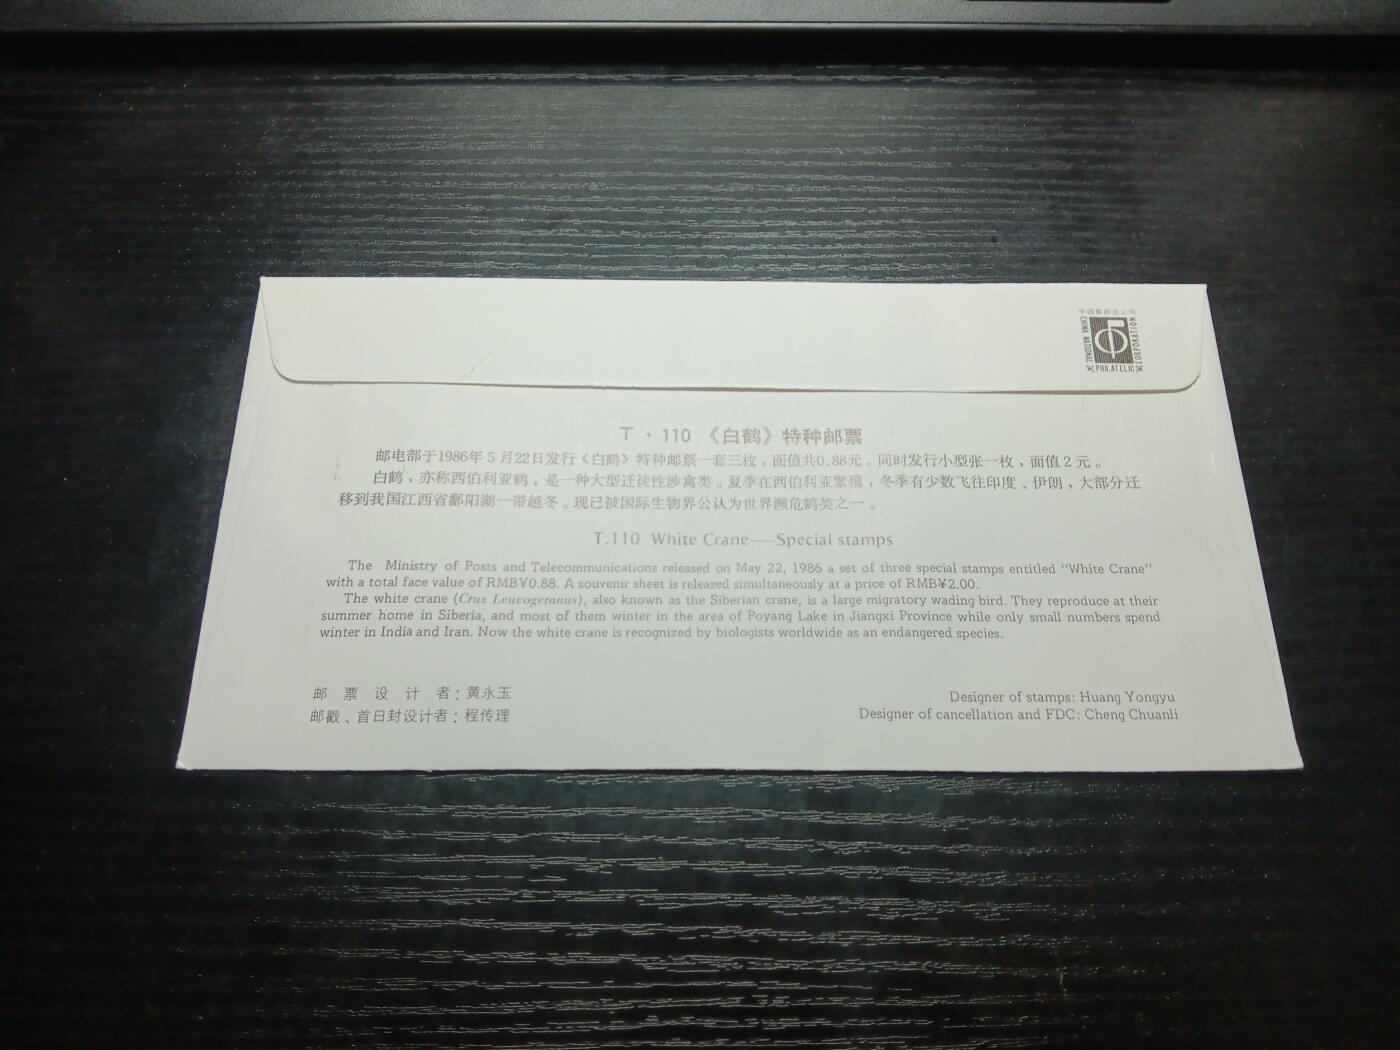 中国集邮总公司
CHINA NATIONAL
PHILATELIC
CORPORATION
T·110 《白鹤》特种邮票
邮电部于1986年5月22日发行《白鹤》特种邮票一套三枚，面值共0.88元。同时发行小型张一枚，面值2元。
白鹤，亦称西伯利亚鹤，是一种大型迁徒性涉禽类。夏季在西伯利亚繁殖，冬季有少数飞往印度、伊朗，大部分迁
移到我国江西省鄱阳湖一带越冬。现已被国际生物界公认为世界濒危鹤类之一。
T.110 White Crane——Special stamps
The Ministry of Posts and Telecommunications released on May 22, 1986 a set of three special stamps entitled "White Crane"
with a total face value of RMB¥0.88. A souvenir sheet is released simultaneously at a price of RMB¥2.00.
The white crane (Crus Leucogeranus), also known as the Siberian crane, is a large migratory wading bird. They reproduce at their
summer home in Siberia, and most of them winter in the area of Poyang Lake in Jiangxi Province while only small numbers spend
winter in India and Iran. Now the white crane is recognized by biologists worldwide as an endangered species.
邮票设计者：黄永玉
邮戳、首日封设计者：程传理
Designer of stamps: Huang Yongyu
Designer of cancellation and FDC: Cheng Chuanli